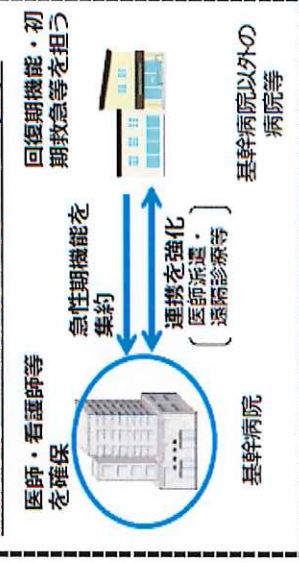 医師・看護師等
を確保
基幹病院
急性期機能を
集約
連携を強化
医師派遣・
遠隔診療等
回復期機能・初
期救急等を担う
基幹病院以外の
病院等